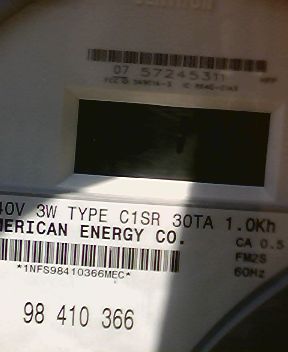 07 57245311
40V 3W TYPE C1SR 30TA 1.0Kh
MERICAN ENERGY CO.
CA 0.5
FM2S
60Hz
*1NFS98410366MEC*
98 410 366